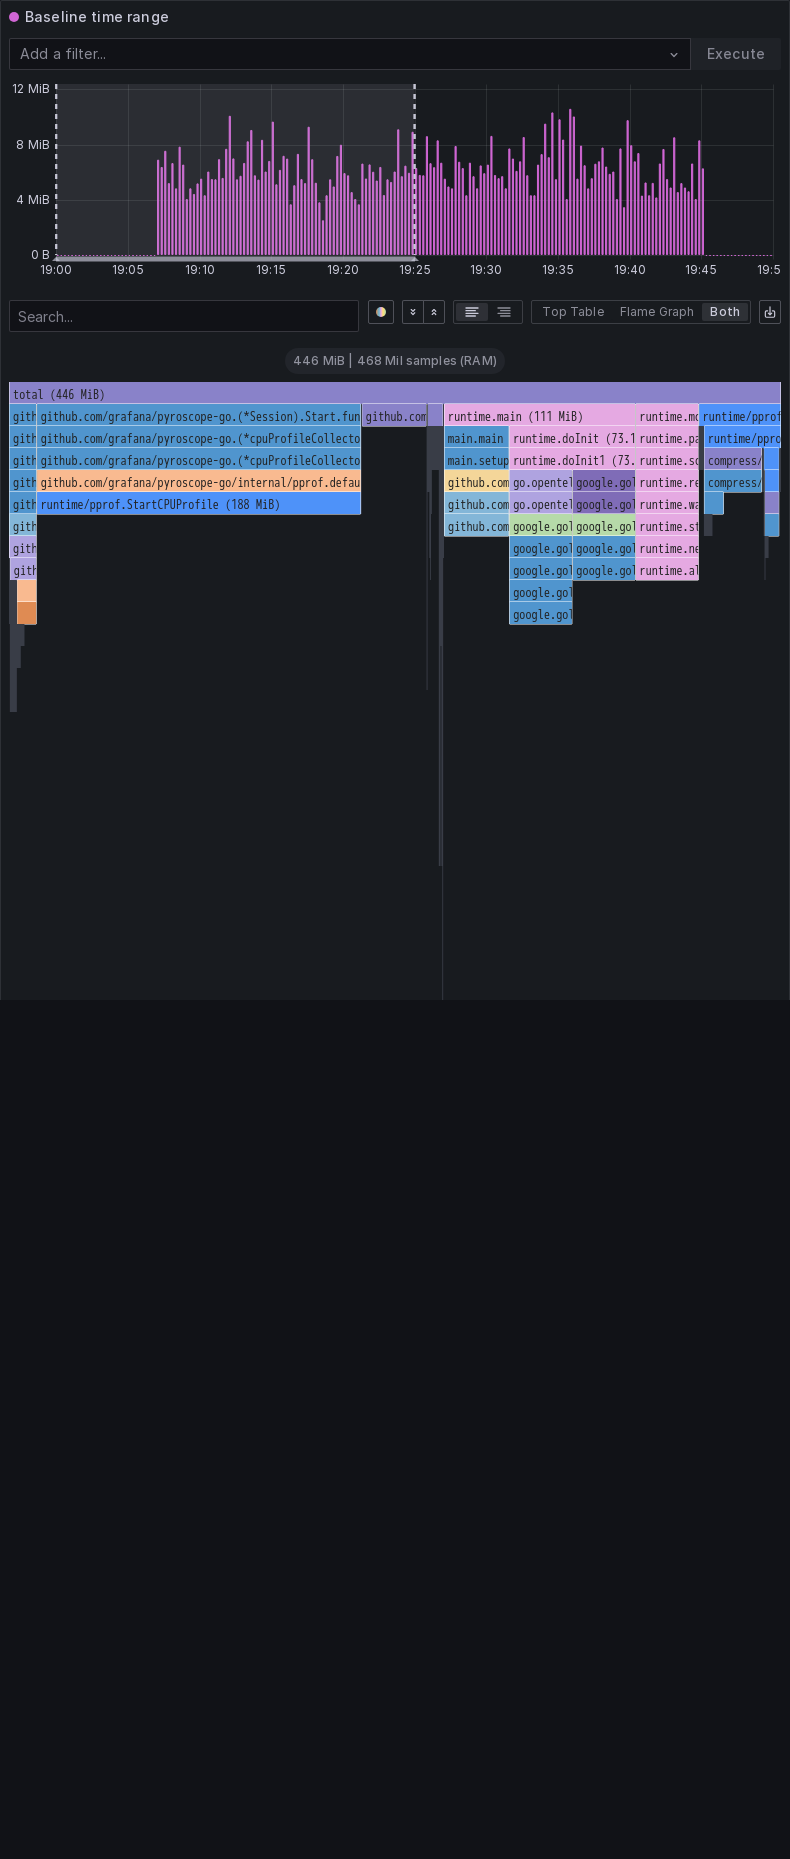 Baseline time range
Add a filter...
Execute
12 MiB
8 MiB
4 MiB
0 B
19:00 19:05 19:10 19:15 19:20 19:25 19:30 19:35 19:40 19:45 19:5
Search...
Top Table Flame Graph Both
446 MiB | 468 Mil samples (RAM)
total (446 MiB)
gith github.com/grafana/pyroscope-go.(*Session).Start.fun github.com runtime.main (111 MiB) runtime.mc runtime/pprof
gith github.com/grafana/pyroscope-go.(*cpuProfileCollecto main.main runtime.doInit (73.1 runtime.pa runtime/ppro
gith github.com/grafana/pyroscope-go.(*cpuProfileCollecto main.setup runtime.doInit1 (73. runtime.sc compress/
gith github.com/grafana/pyroscope-go/internal/pprof.defau github.com go.opentel google.gol runtime.re compress/
gith runtime/pprof.StartCPUProfile (188 MiB) github.com go.opentel google.gol runtime.wa
gith github.com google.gol google.gol runtime.st
gith google.gol google.gol runtime.ne
gith google.gol google.gol runtime.al
google.gol
google.gol